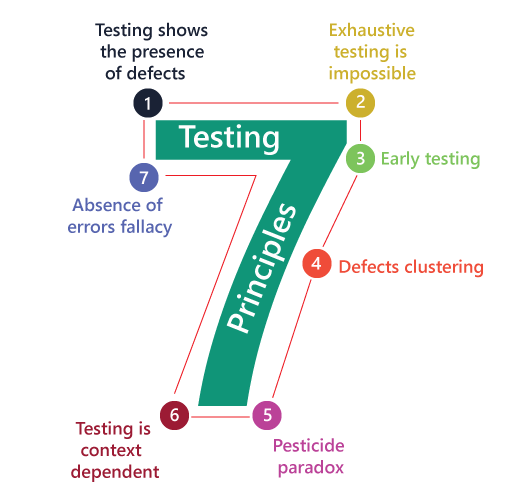 Testing shows
the presence
of defects
1
Exhaustive
testing is
impossible
2
Testing
Principles
3
Early testing
4
Defects clustering
5
Pesticide
paradox
6
Testing is
context
dependent
7
Absence of
errors fallacy